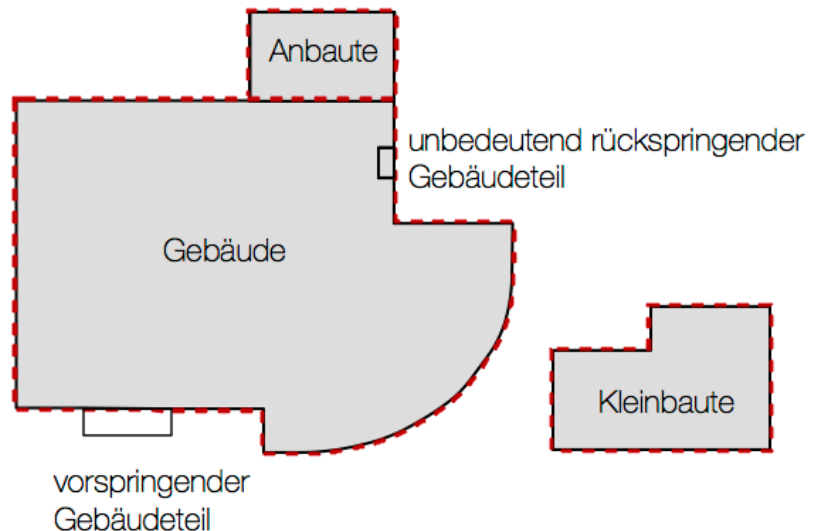 Anbaute
unbedeutend rückspringender
Gebäudeteil
Gebäude
Kleinbaute
vorspringender
Gebäudeteil